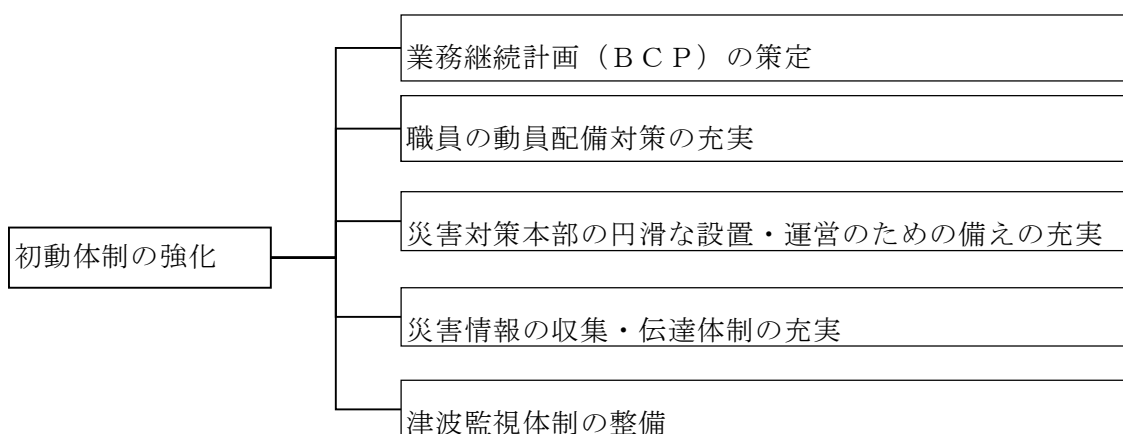 業務継続計画（ＢＣＰ）の策定
職員の動員配備対策の充実
災害対策本部の円滑な設置・運営のための備えの充実
初動体制の強化
災害情報の収集・伝達体制の充実
津波監視体制の整備